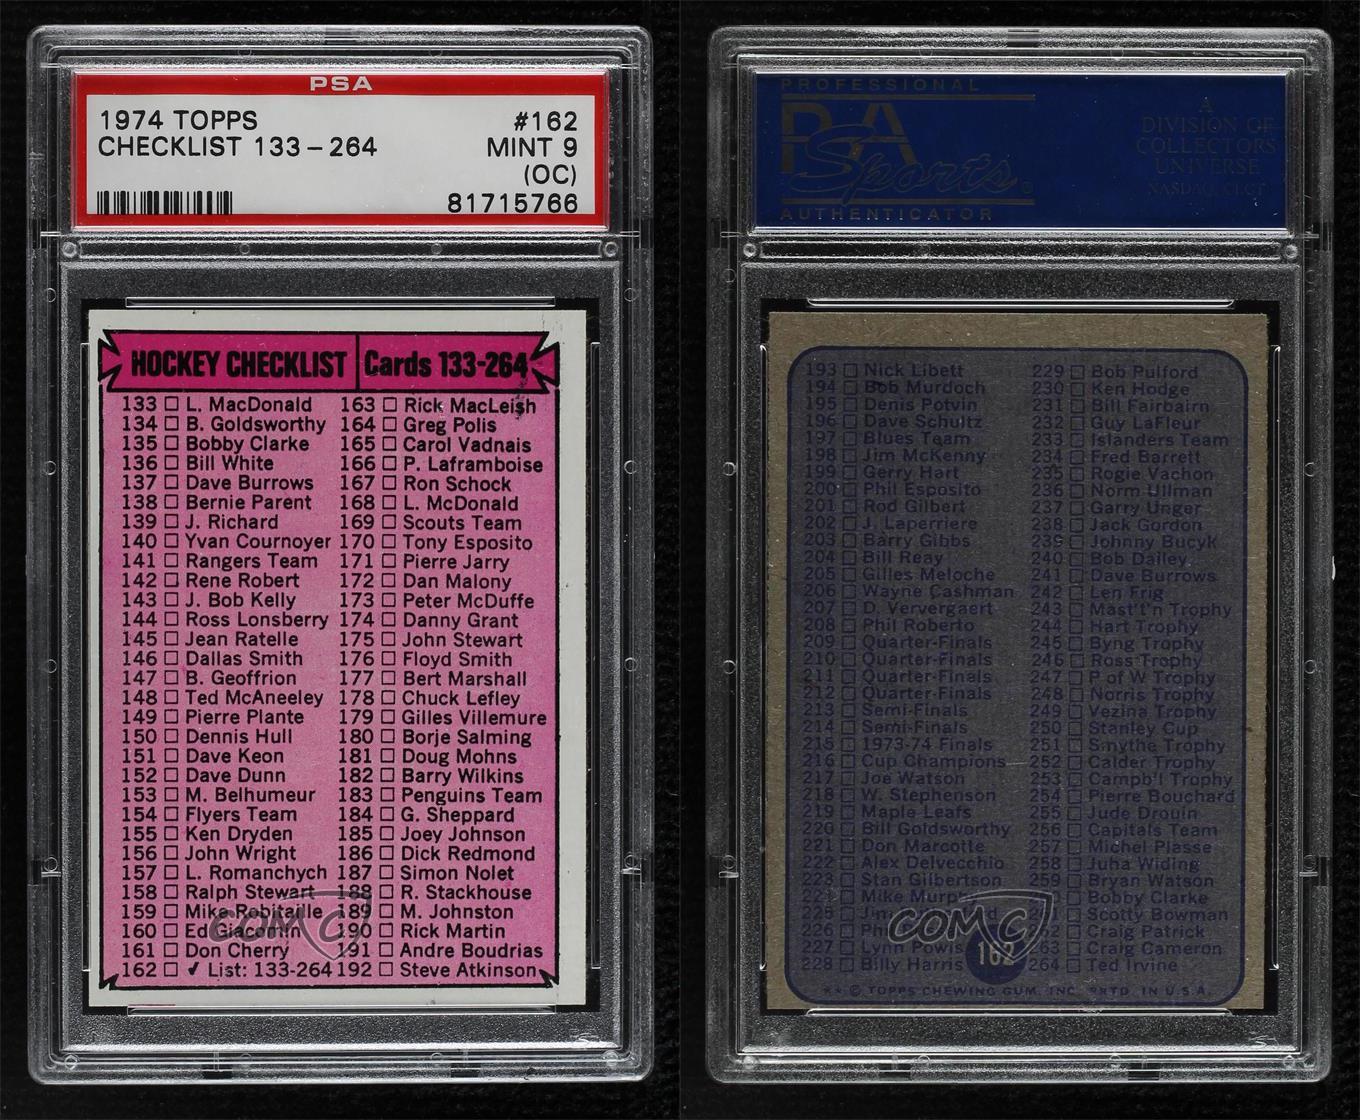 PSA
1974 TOPPS #162
CHECKLIST 133 – 264 MINT 9
(OC)
81715766
HOCKEY CHECKLIST Cards 133-264
133 □ L. MacDonald 163 □ Rick MacLeish
134 □ B. Goldsworthy 164 □ Greg Polis
135 □ Bobby Clarke 165 □ Carol Vadnais
136 □ Bill White 166 □ P. Laframboise
137 □ Dave Burrows 167 □ Ron Schock
138 □ Bernie Parent 168 □ L. McDonald
139 □ J. Richard 169 □ Scouts Team
140 □ Yvan Cournoyer 170 □ Tony Esposito
141 □ Rangers Team 171 □ Pierre Jarry
142 □ Rene Robert 172 □ Dan Malony
143 □ J. Bob Kelly 173 □ Peter McDuffe
144 □ Ross Lonsberry 174 □ Danny Grant
145 □ Jean Ratelle 175 □ John Stewart
146 □ Dallas Smith 176 □ Floyd Smith
147 □ B. Geoffrion 177 □ Bert Marshall
148 □ Ted McAneeley 178 □ Chuck Lefley
149 □ Pierre Plante 179 □ Gilles Villemure
150 □ Dennis Hull 180 □ Borje Salming
151 □ Dave Keon 181 □ Doug Mohns
152 □ Dave Dunn 182 □ Barry Wilkins
153 □ M. Belhumeur 183 □ Penguins Team
154 □ Flyers Team 184 □ G. Sheppard
155 □ Ken Dryden 185 □ Joey Johnson
156 □ John Wright 186 □ Dick Redmond
157 □ L. Romanchych 187 □ Simon Nolet
158 □ Ralph Stewart 188 □ R. Stackhouse
159 □ Mike Robitaille 189 □ M. Johnston
160 □ Ed Giacomin 190 □ Rick Martin
161 □ Don Cherry 191 □ Andre Boudrias
162 □ ✓ List: 133-264 192 □ Steve Atkinson
COMC
PROFESSIONAL
PSA
Sports
AUTHENTICATOR
A
DIVISION OF
COLLECTORS
UNIVERSE
NASDAQ: CLCT
193 □ Nick Libett 229 □ Bob Pulford
194 □ Bob Murdoch 230 □ Ken Hodge
195 □ Denis Potvin 231 □ Bill Fairbairn
196 □ Dave Schultz 232 □ Guy LaFleur
197 □ Blues Team 233 □ Islanders Team
198 □ Jim McKenny 234 □ Fred Barrett
199 □ Gerry Hart 235 □ Rogie Vachon
200 □ Phil Esposito 236 □ Norm Ullman
201 □ Rod Gilbert 237 □ Garry Unger
202 □ J. Laperriere 238 □ Jack Gordon
203 □ Barry Gibbs 239 □ Johnny Bucyk
204 □ Bill Reay 240 □ Bob Dailey
205 □ Gilles Meloche 241 □ Dave Burrows
206 □ Wayne Cashman 242 □ Len Frig
207 □ D. Ververgaert 243 □ Mast't'n Trophy
208 □ Phil Roberto 244 □ Hart Trophy
209 □ Quarter-Finals 245 □ Byng Trophy
210 □ Quarter-Finals 246 □ Ross Trophy
211 □ Quarter-Finals 247 □ P of W Trophy
212 □ Quarter-Finals 248 □ Norris Trophy
213 □ Semi-Finals 249 □ Vezina Trophy
214 □ Semi-Finals 250 □ Stanley Cup
215 □ 1973-74 Finals 251 □ Smythe Trophy
216 □ Cup Champions 252 □ Calder Trophy
217 □ Joe Watson 253 □ Campb'l Trophy
218 □ W. Stephenson 254 □ Pierre Bouchard
219 □ Maple Leafs 255 □ Jude Drouin
220 □ Bill Goldsworthy 256 □ Capitals Team
221 □ Don Marcotte 257 □ Michel Plasse
222 □ Alex Delvecchio 258 □ Juha Widing
223 □ Stan Gilbertson 259 □ Bryan Watson
□ Mike Murphy □ Bobby Clarke
225 □ Jim 261 □ Scotty Bowman
226 □ □ Craig Patrick
227 □ Lynn Powis 263 □ Craig Cameron
228 □ Billy Harris 264 □ Ted Irvine
162
** © TOPPS CHEWING GUM, INC. PRTD. IN U.S.A.
COMC